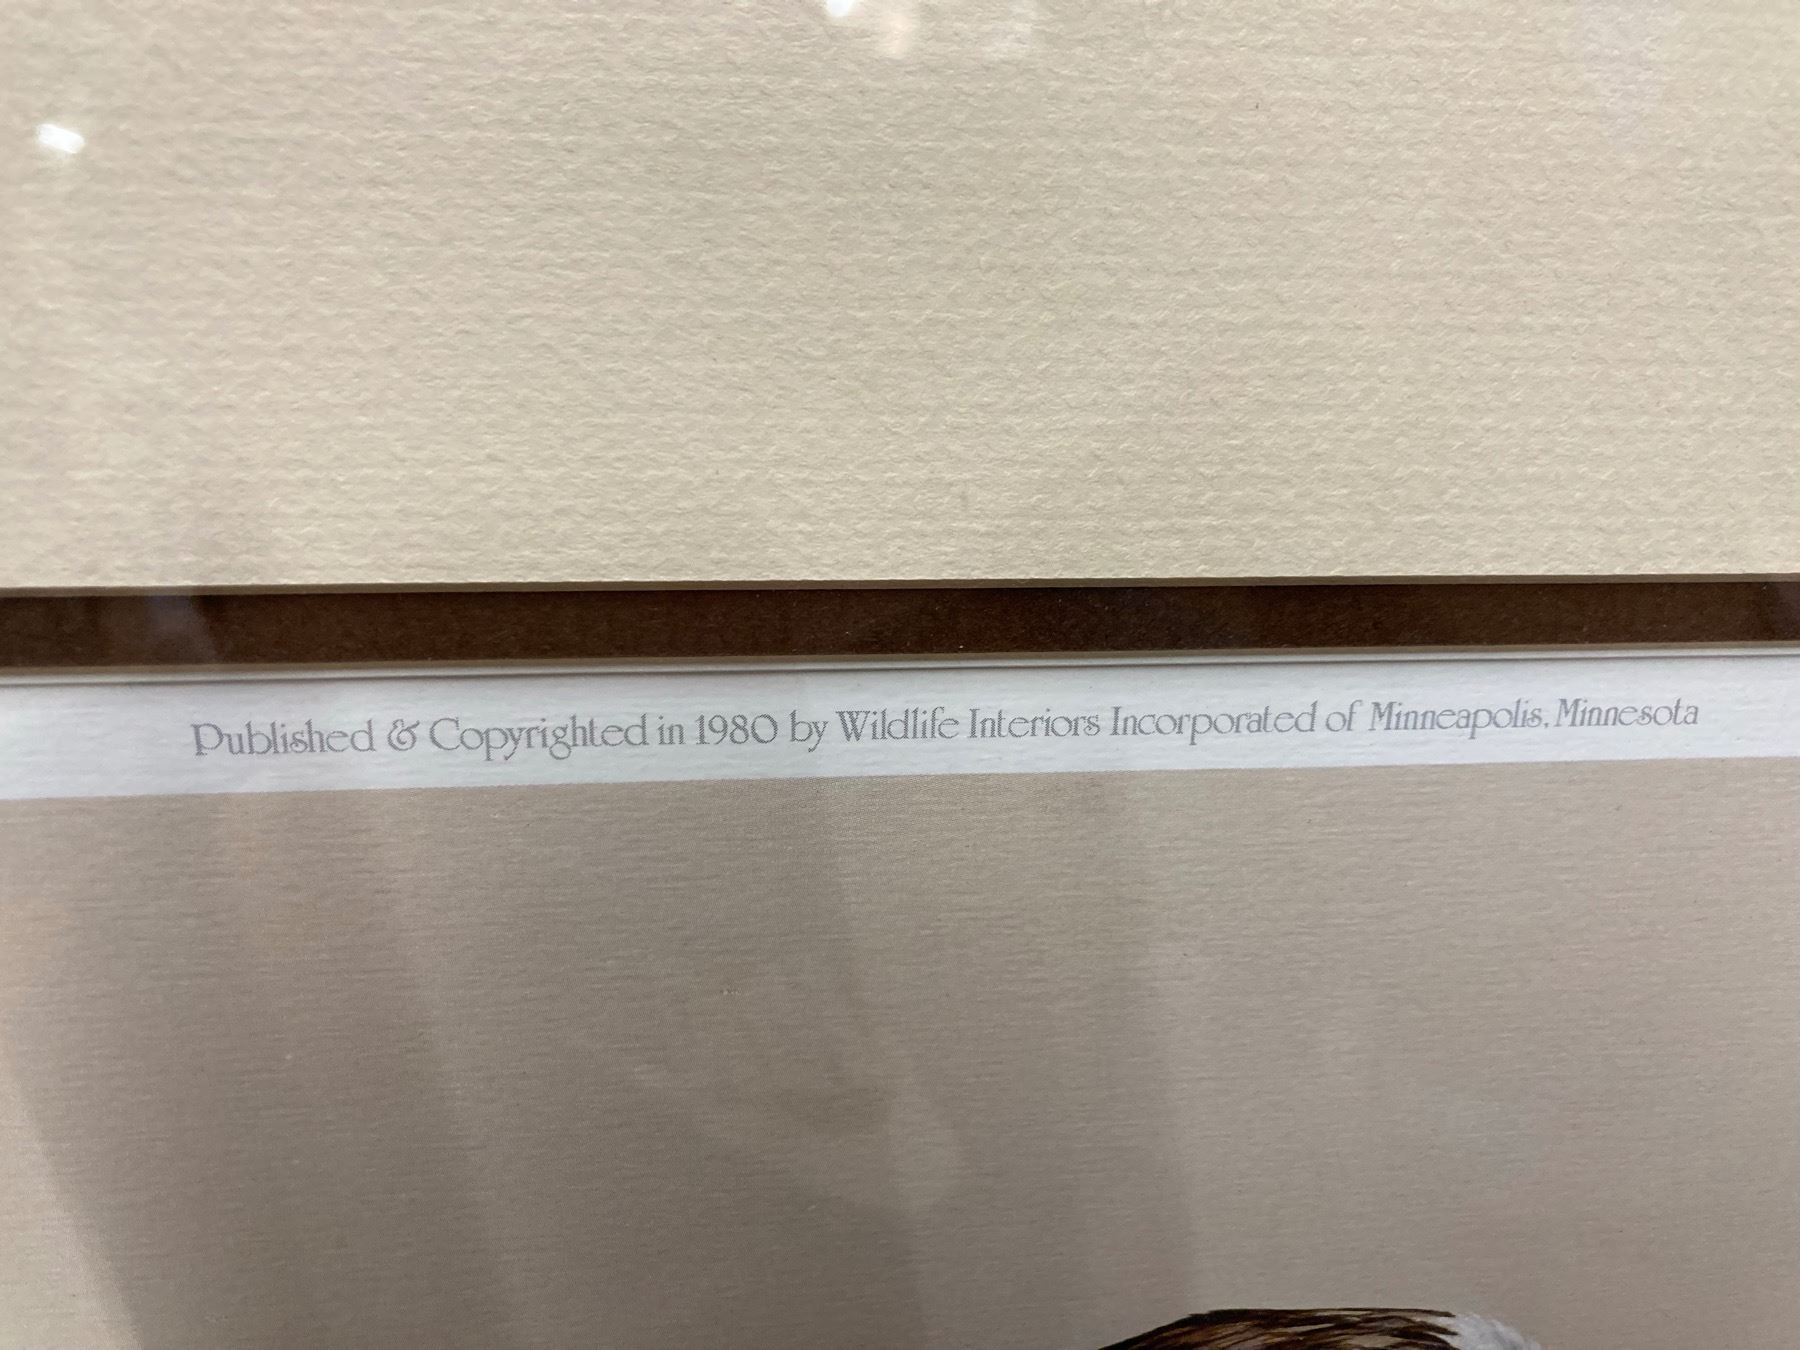 Published & Copyrighted in 1980 by Wildlife Interiors Incorporated of Minneapolis, Minnesota